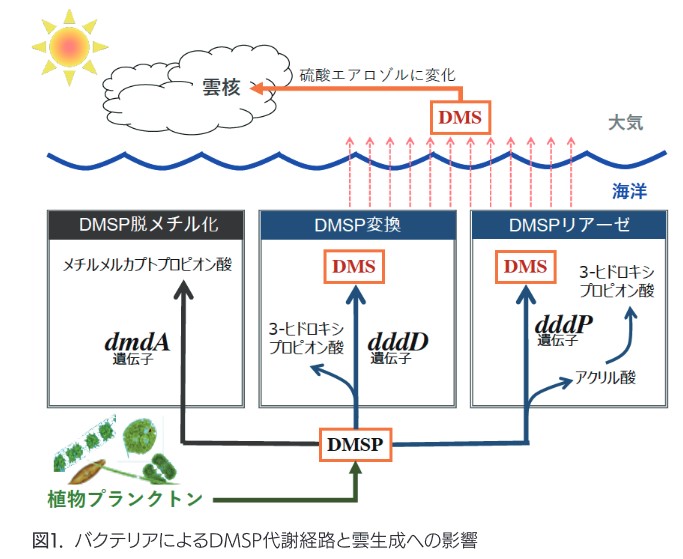 硫酸エアロゾルに変化
雲核
DMS
大気
海洋
DMSP脱メチル化
メチルメルカプトプロピオン酸
dmdA
遺伝子
DMSP変換
DMS
3-ヒドロキシ
プロピオン酸
dddD
遺伝子
DMSPリアーゼ
DMS
3-ヒドロキシ
プロピオン酸
dddP
遺伝子
アクリル酸
DMSP
植物プランクトン
図1. バクテリアによるDMSP代謝経路と雲生成への影響